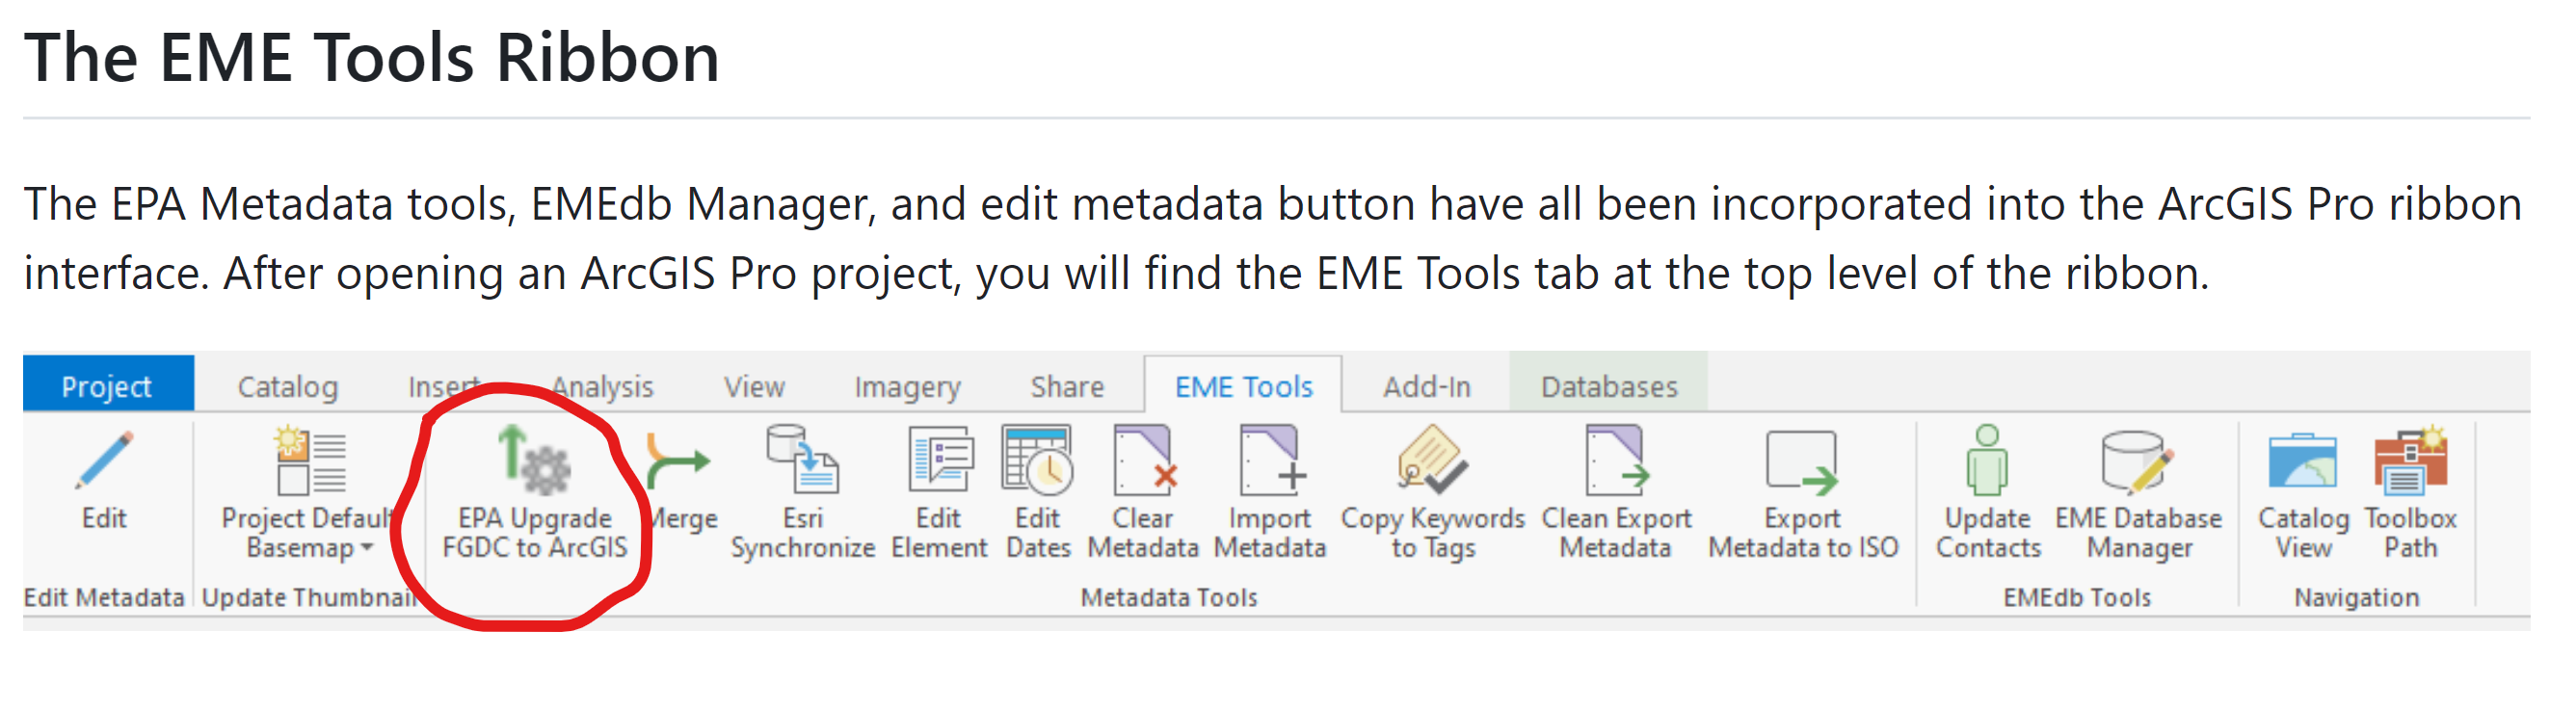 The EME Tools Ribbon
The EPA Metadata tools, EMEdb Manager, and edit metadata button have all been incorporated into the ArcGIS Pro ribbon
interface. After opening an ArcGIS Pro project, you will find the EME Tools tab at the top level of the ribbon.
Project Catalog Insert Analysis View Imagery Share EME Tools Add-In Databases
Edit Project Default EPA Upgrade Merge Esri Edit Edit Clear Import Copy Keywords Clean Export Export Update EME Database Catalog Toolbox
Basemap FGDC to ArcGIS Synchronize Element Dates Metadata Metadata to Tags Metadata Metadata to ISO Contacts Manager View Path
Edit Metadata Update Thumbnail Metadata Tools EMEdb Tools Navigation